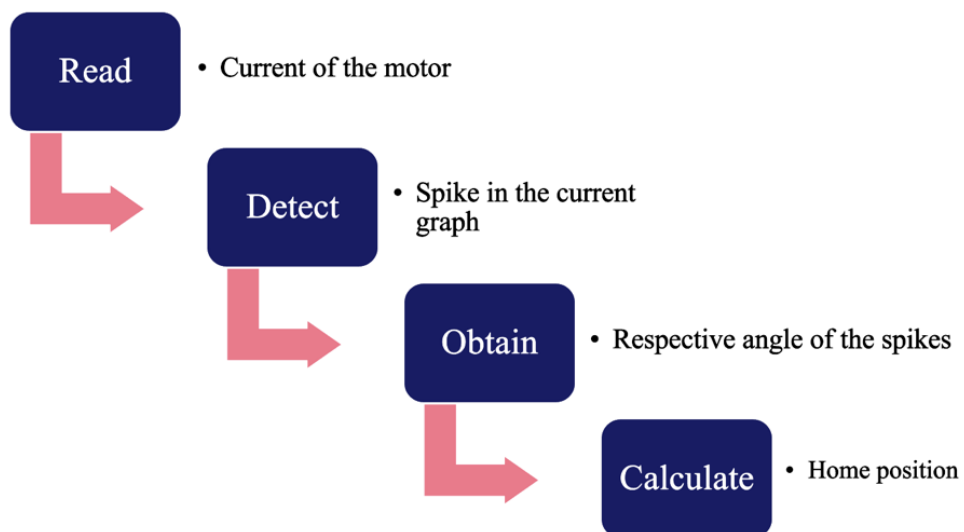 Read
• Current of the motor
Detect
• Spike in the current
graph
Obtain
• Respective angle of the spikes
Calculate
• Home position